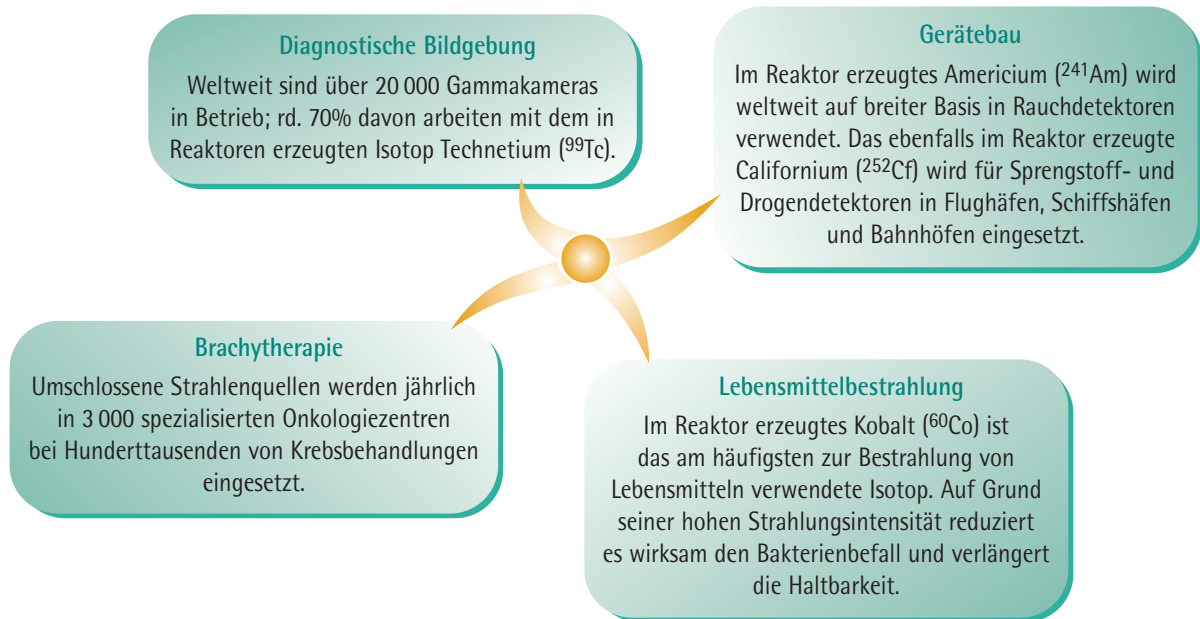 Diagnostische Bildgebung
Weltweit sind über 20 000 Gammakameras
in Betrieb; rd. 70% davon arbeiten mit dem in
Reaktoren erzeugten Isotop Technetium (⁹⁹Tc).
Gerätebau
Im Reaktor erzeugtes Americium (²⁴¹Am) wird
weltweit auf breiter Basis in Rauchdetektoren
verwendet. Das ebenfalls im Reaktor erzeugte
Californium (²⁵²Cf) wird für Sprengstoff- und
Drogendetektoren in Flughäfen, Schiffshäfen
und Bahnhöfen eingesetzt.
Brachytherapie
Umschlossene Strahlenquellen werden jährlich
in 3 000 spezialisierten Onkologiezentren
bei Hunderttausenden von Krebsbehandlungen
eingesetzt.
Lebensmittelbestrahlung
Im Reaktor erzeugtes Kobalt (⁶⁰Co) ist
das am häufigsten zur Bestrahlung von
Lebensmitteln verwendete Isotop. Auf Grund
seiner hohen Strahlungsintensität reduziert
es wirksam den Bakterienbefall und verlängert
die Haltbarkeit.